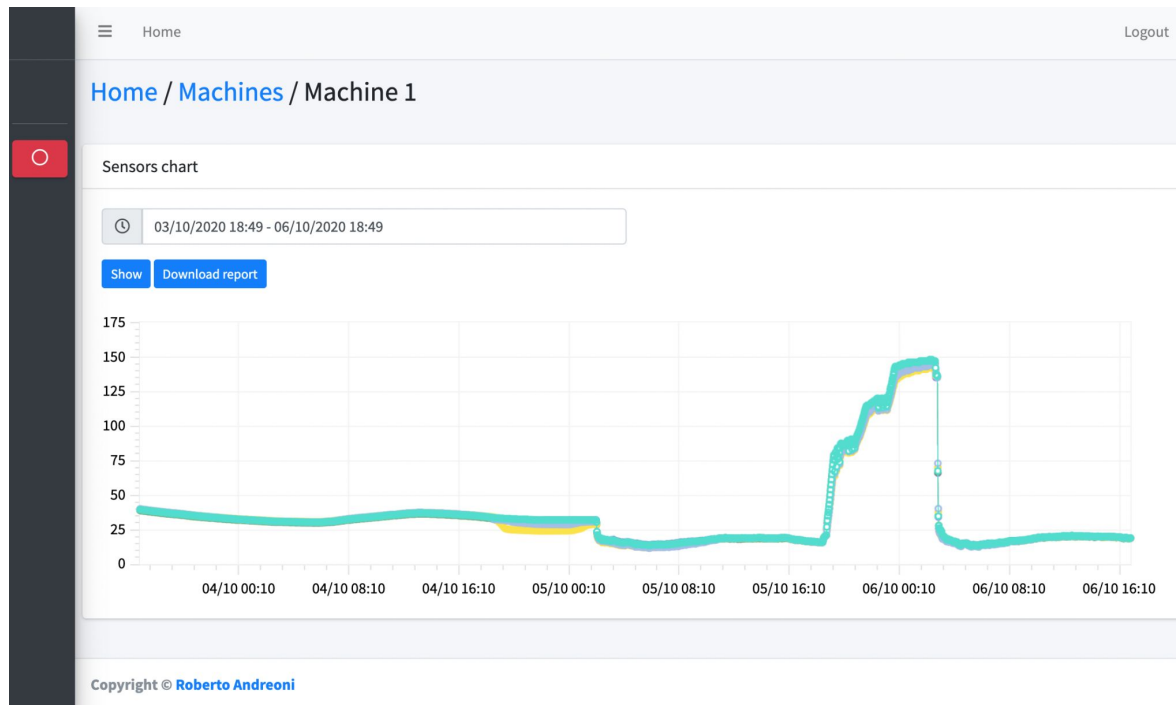 Home
Logout
Home / Machines / Machine 1
Sensors chart
03/10/2020 18:49 - 06/10/2020 18:49
Show
Download report
175
150
125
100
75
50
25
0
04/10 00:10 04/10 08:10 04/10 16:10 05/10 00:10 05/10 08:10 05/10 16:10 06/10 00:10 06/10 08:10 06/10 16:10
Copyright © Roberto Andreoni